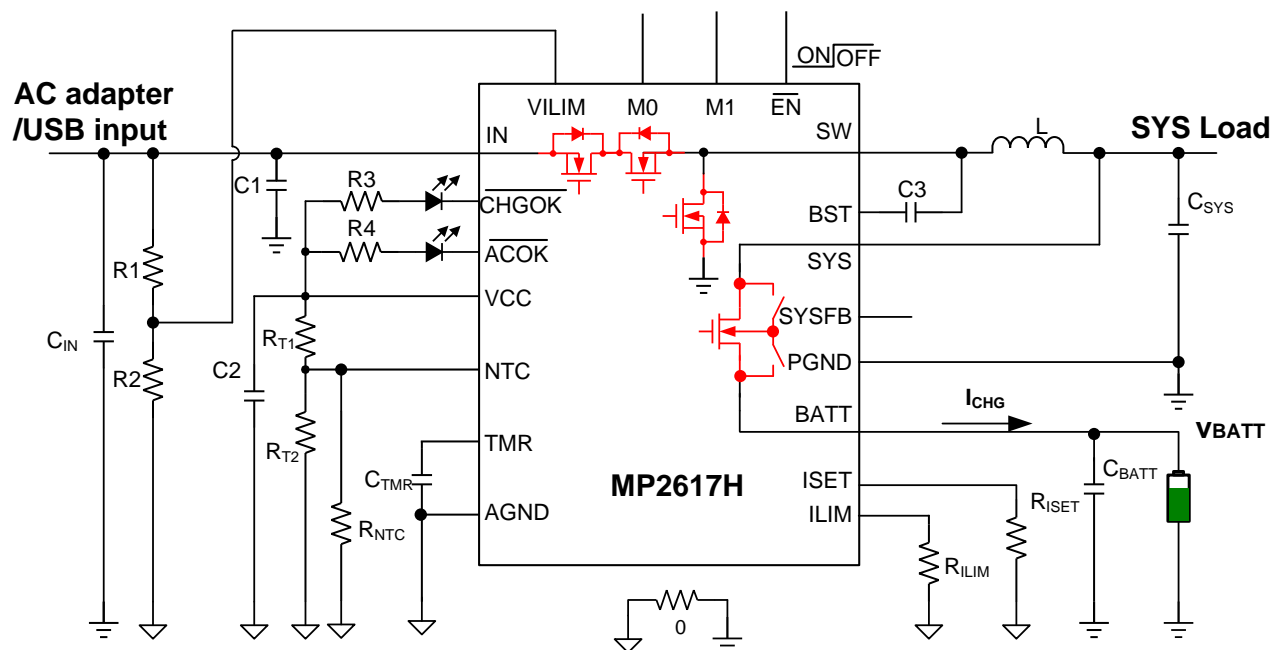 ON/OFF
AC adapter
/USB input
VILIM
M0
M1
EN
IN
SW
L
SYS Load
C1
R3
CHGOK
C3
BST
CSYS
R4
ACOK
R1
SYS
VCC
SYSFB
CIN
RT1
R2
C2
NTC
PGND
BATT
ICHG
VBATT
RT2
TMR
CTMR
MP2617H
CBATT
ISET
RISET
AGND
ILIM
RNTC
RILIM
0